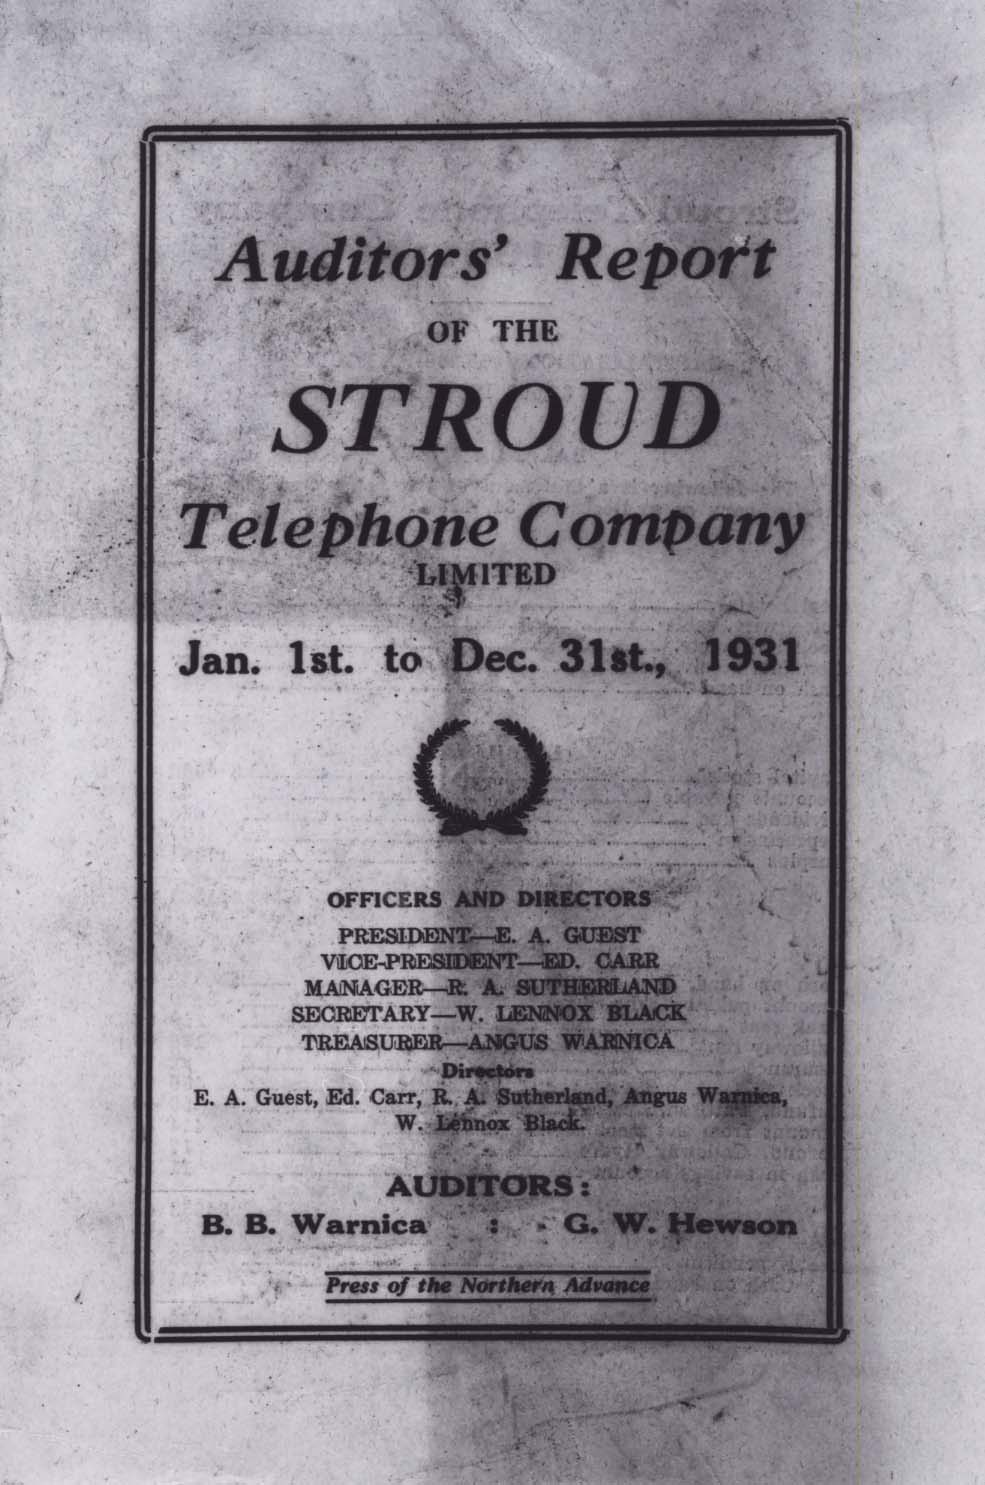 Auditors' Report
OF THE
STROUD
Telephone Company
LIMITED
Jan. 1st. to Dec. 31st., 1931
OFFICERS AND DIRECTORS
PRESIDENT—E. A. GUEST
VICE-PRESIDENT—ED. CARR
MANAGER—R. A. SUTHERLAND
SECRETARY—W. LENNOX BLACK
TREASURER—ANGUS WARNICA
Directors
E. A. Guest, Ed. Carr, R. A. Sutherland, Angus Warnica,
W. Lennox Black.
AUDITORS:
B. B. Warnica : G. W. Hewson
Press of the Northern Advance